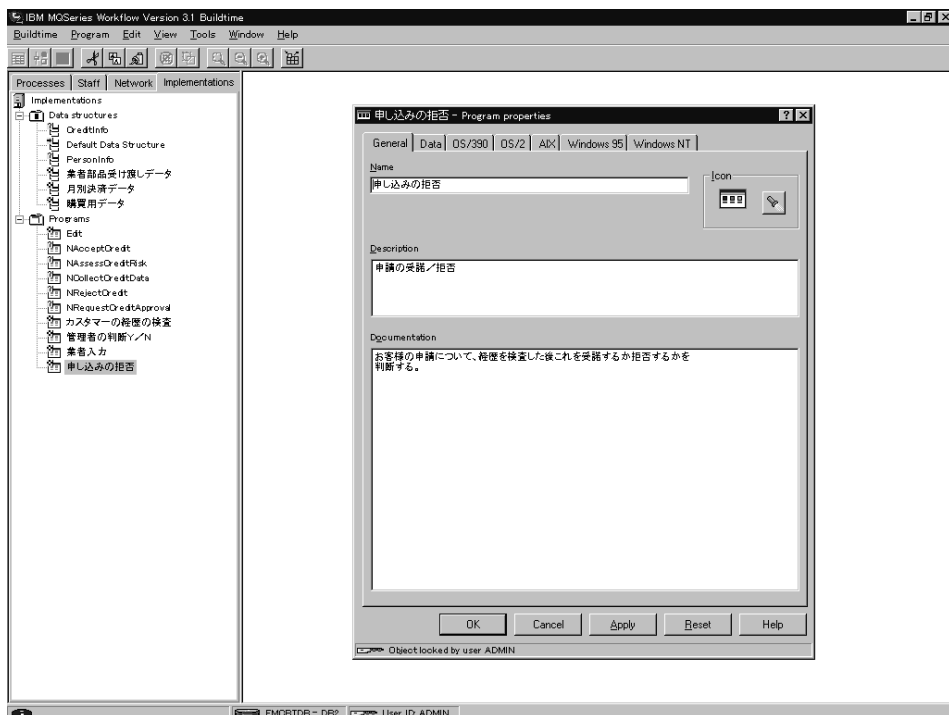 IBM MQSeries Workflow Version 3.1 Buildtime
Buildtime Program Edit View Tools Window Help
Processes Staff Network Implementations
Implementations
Data structures
CreditInfo
Default Data Structure
PersonInfo
業者部品受け渡しデータ
月別決済データ
購買用データ
Programs
Edit
NAcceptCredit
NAssessCreditRisk
NCollectCreditData
NRejectCredit
NRequestCreditApproval
カスタマーの経歴の検査
管理者の判断Y/N
業者入力
申し込みの拒否
申し込みの拒否 - Program properties
General Data OS/390 OS/2 AIX Windows 95 Windows NT
Name
申し込みの拒否
Icon
Description
申請の受諾/拒否
Documentation
お客様の申請について、経歴を検査した後これを受諾するか拒否するかを
判断する。
OK Cancel Apply Reset Help
Object locked by user ADMIN
FMCBTDB - DB2 User ID: ADMIN